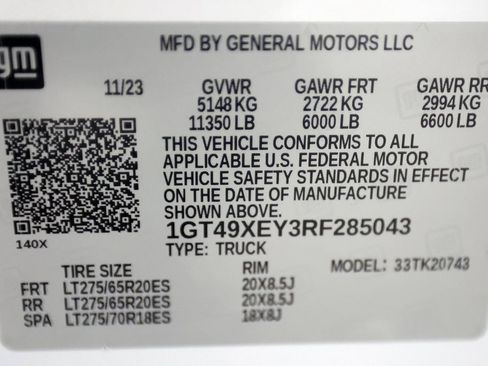 gm
MFD BY GENERAL MOTORS LLC
11/23 GVWR GAWR FRT GAWR RR
5148 KG 2722 KG 2994 KG
11350 LB 6000 LB 6600 LB
THIS VEHICLE CONFORMS TO ALL
APPLICABLE U.S. FEDERAL MOTOR
VEHICLE SAFETY STANDARDS IN EFFECT
ON THE DATE OF MANUFACTURE
SHOWN ABOVE.
140X
1GT49XEY3RF285043
TYPE: TRUCK MODEL: 33TK20743
TIRE SIZE RIM
FRT LT275/65R20ES 20X8.5J
RR LT275/65R20ES 20X8.5J
SPA LT275/70R18ES 18X8J